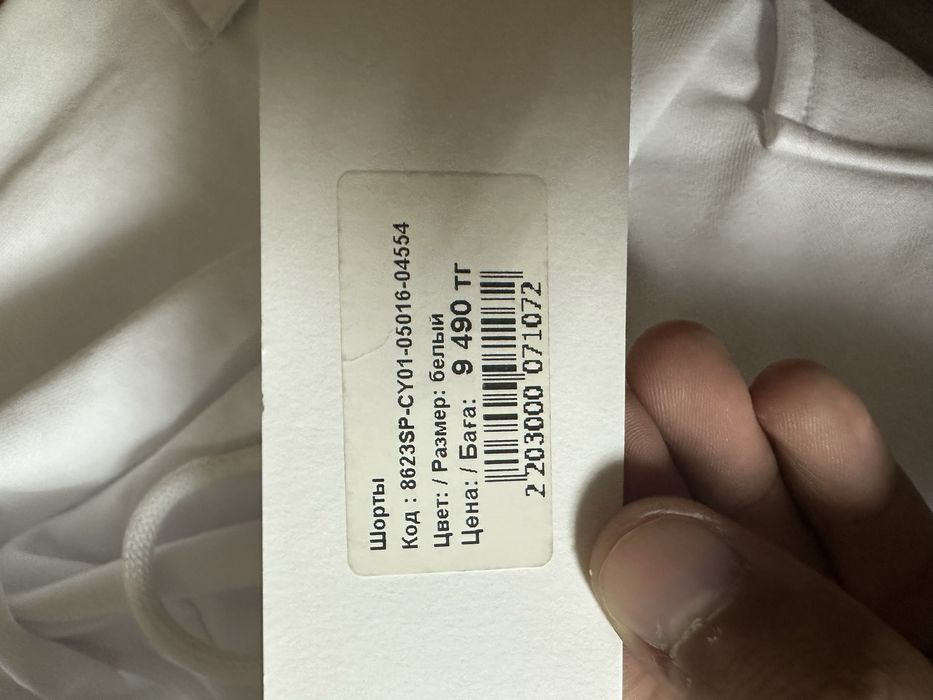 Шорты
Код : 8623SP-CY01-05016-04554
Цвет: / Размер: белый
Цена: / Баға: 9 490 тг
2 203000 071072